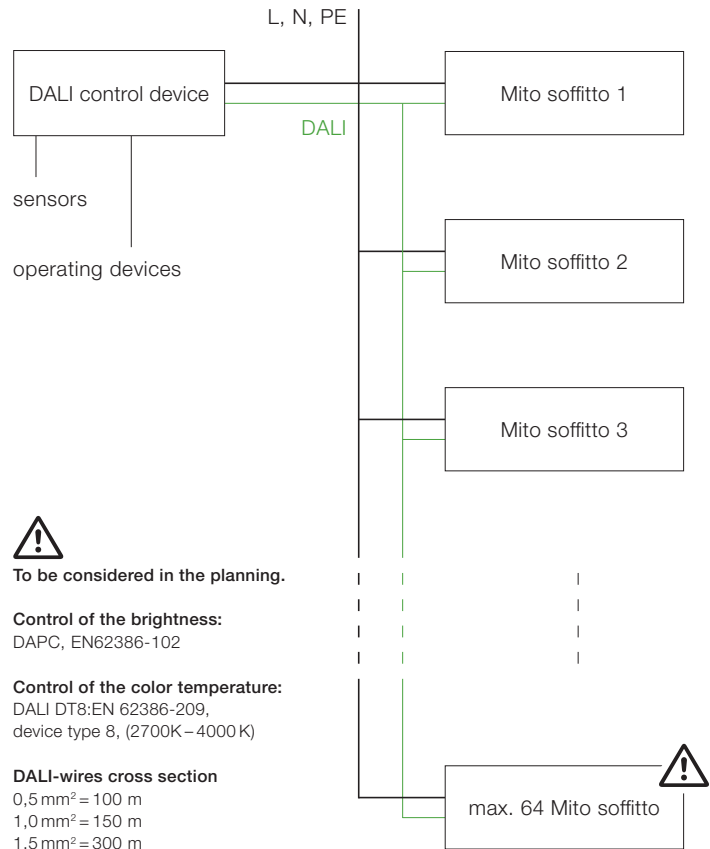 L, N, PE
DALI control device
Mito soffitto 1
DALI
sensors
Mito soffitto 2
operating devices
Mito soffitto 3
To be considered in the planning.
Control of the brightness:
DAPC, EN62386-102
Control of the color temperature:
DALI DT8:EN 62386-209,
device type 8, (2700K – 4000 K)
DALI-wires cross section
0,5 mm² = 100 m
1,0 mm² = 150 m
1,5 mm² = 300 m
max. 64 Mito soffitto